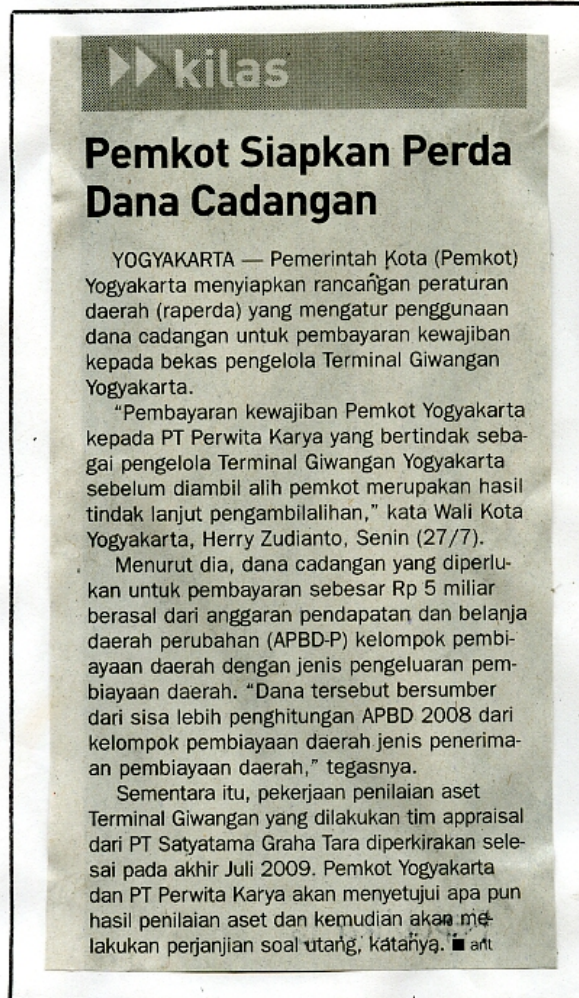 kilas
Pemkot Siapkan Perda
Dana Cadangan
YOGYAKARTA — Pemerintah Kota (Pemkot)
Yogyakarta menyiapkan rancangan peraturan
daerah (raperda) yang mengatur penggunaan
dana cadangan untuk pembayaran kewajiban
kepada bekas pengelola Terminal Giwangan
Yogyakarta.
“Pembayaran kewajiban Pemkot Yogyakarta
kepada PT Perwita Karya yang bertindak seba-
gai pengelola Terminal Giwangan Yogyakarta
sebelum diambil alih pemkot merupakan hasil
tindak lanjut pengambilalihan,” kata Wali Kota
Yogyakarta, Herry Zudianto, Senin (27/7).
Menurut dia, dana cadangan yang diperlu-
kan untuk pembayaran sebesar Rp 5 miliar
berasal dari anggaran pendapatan dan belanja
daerah perubahan (APBD-P) kelompok pembi-
ayaan daerah dengan jenis pengeluaran pem-
biayaan daerah. “Dana tersebut bersumber
dari sisa lebih penghitungan APBD 2008 dari
kelompok pembiayaan daerah jenis penerima-
an pembiayaan daerah,” tegasnya.
Sementara itu, pekerjaan penilaian aset
Terminal Giwangan yang dilakukan tim appraisal
dari PT Satyatama Graha Tara diperkirakan sele-
sai pada akhir Juli 2009. Pemkot Yogyakarta
dan PT Perwita Karya akan menyetujui apa pun
hasil penilaian aset dan kemudian akan me-
lakukan perjanjian soal utang, katanya. ■ ant